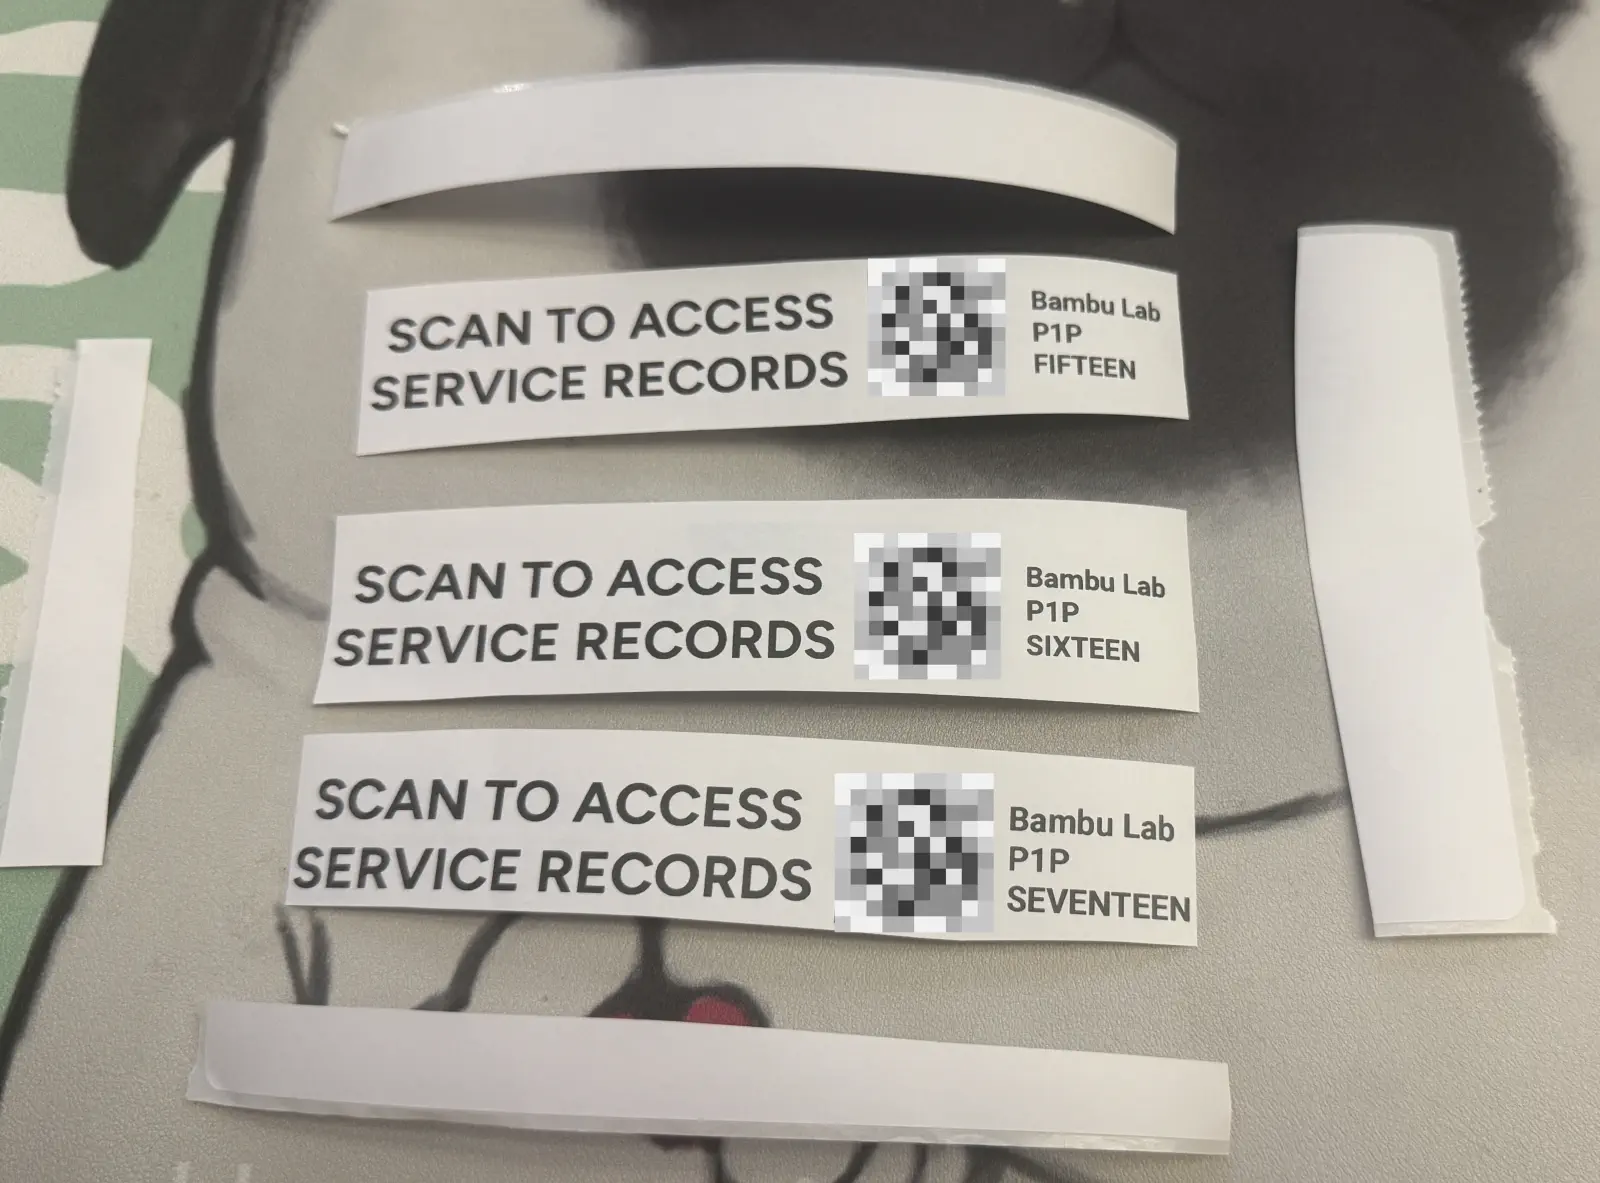 SCAN TO ACCESS
SERVICE RECORDS
Bambu Lab
P1P
FIFTEEN
SCAN TO ACCESS
SERVICE RECORDS
Bambu Lab
P1P
SIXTEEN
SCAN TO ACCESS
SERVICE RECORDS
Bambu Lab
P1P
SEVENTEEN